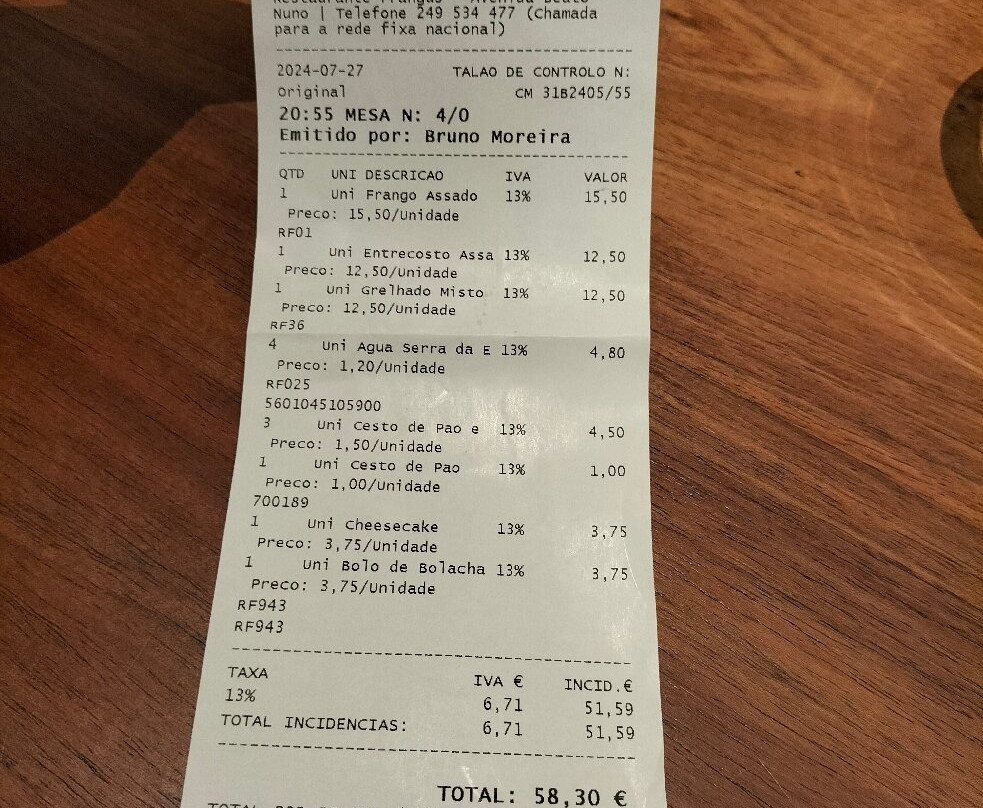 Restaurante Frangus - Avenida Beato
Nuno | Telefone 249 534 477 (Chamada
para a rede fixa nacional)
2024-07-27 TALAO DE CONTROLO N:
Original CM 31B2405/55
20:55 MESA N: 4/0
Emitido por: Bruno Moreira
QTD UNI DESCRICAO IVA VALOR
1 Uni Frango Assado 13% 15,50
Preco: 15,50/Unidade
RF01
1 Uni Entrecosto Assa 13% 12,50
Preco: 12,50/Unidade
1 Uni Grelhado Misto 13% 12,50
Preco: 12,50/Unidade
RF36
4 Uni Agua Serra da E 13% 4,80
Preco: 1,20/Unidade
RF025
5601045105900
3 Uni Cesto de Pao e 13% 4,50
Preco: 1,50/Unidade
1 Uni Cesto de Pao 13% 1,00
Preco: 1,00/Unidade
700189
1 Uni Cheesecake 13% 3,75
Preco: 3,75/Unidade
1 Uni Bolo de Bolacha 13% 3,75
Preco: 3,75/Unidade
RF943
RF943
TAXA IVA € INCID.€
13% 6,71 51,59
TOTAL INCIDENCIAS: 6,71 51,59
TOTAL: 58,30 €